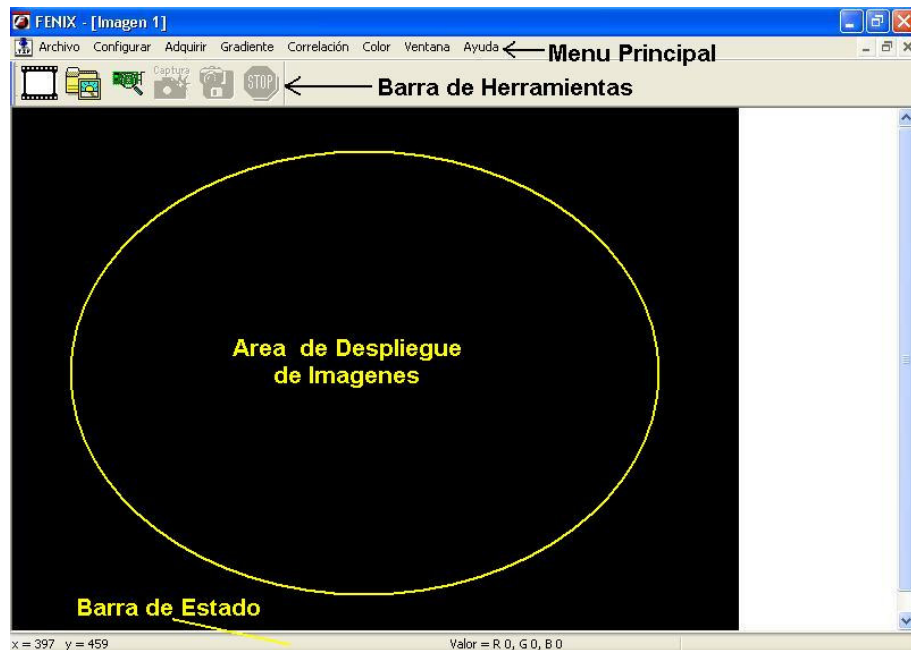 FENIX - [Imagen 1]
Archivo Configurar Adquirir Gradiente Correlación Color Ventana Ayuda
Menu Principal
Captura
STOP
Barra de Herramientas
Area de Despliegue
de Imagenes
Barra de Estado
x = 397 y = 459
Valor = R 0, G 0, B 0